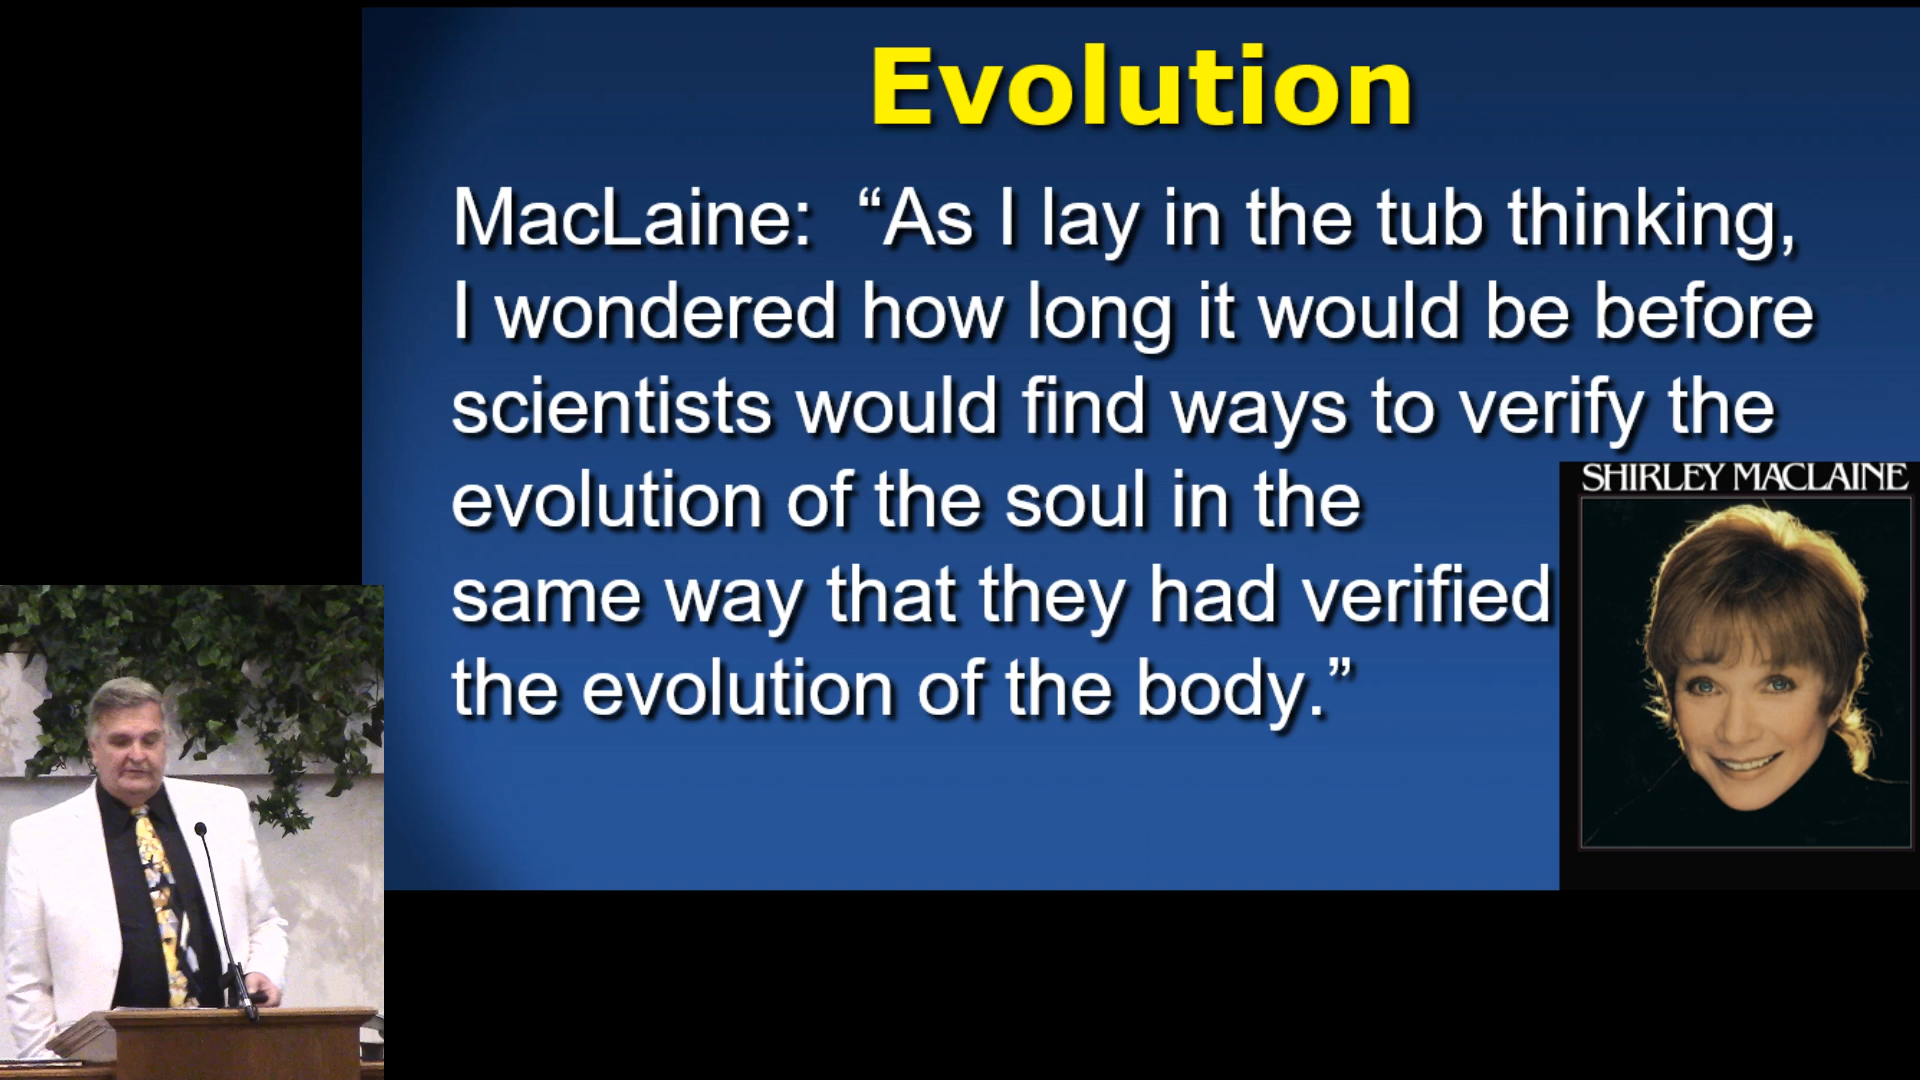 Evolution
MacLaine:  “As I lay in the tub thinking,
I wondered how long it would be before
scientists would find ways to verify the
evolution of the soul in the
same way that they had verified
the evolution of the body.”
SHIRLEY MACLAINE